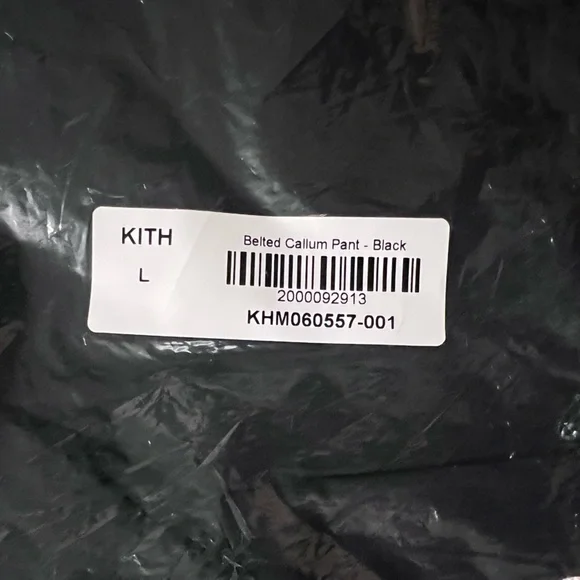 KITH
L
Belted Callum Pant - Black
2000092913
KHM060557-001